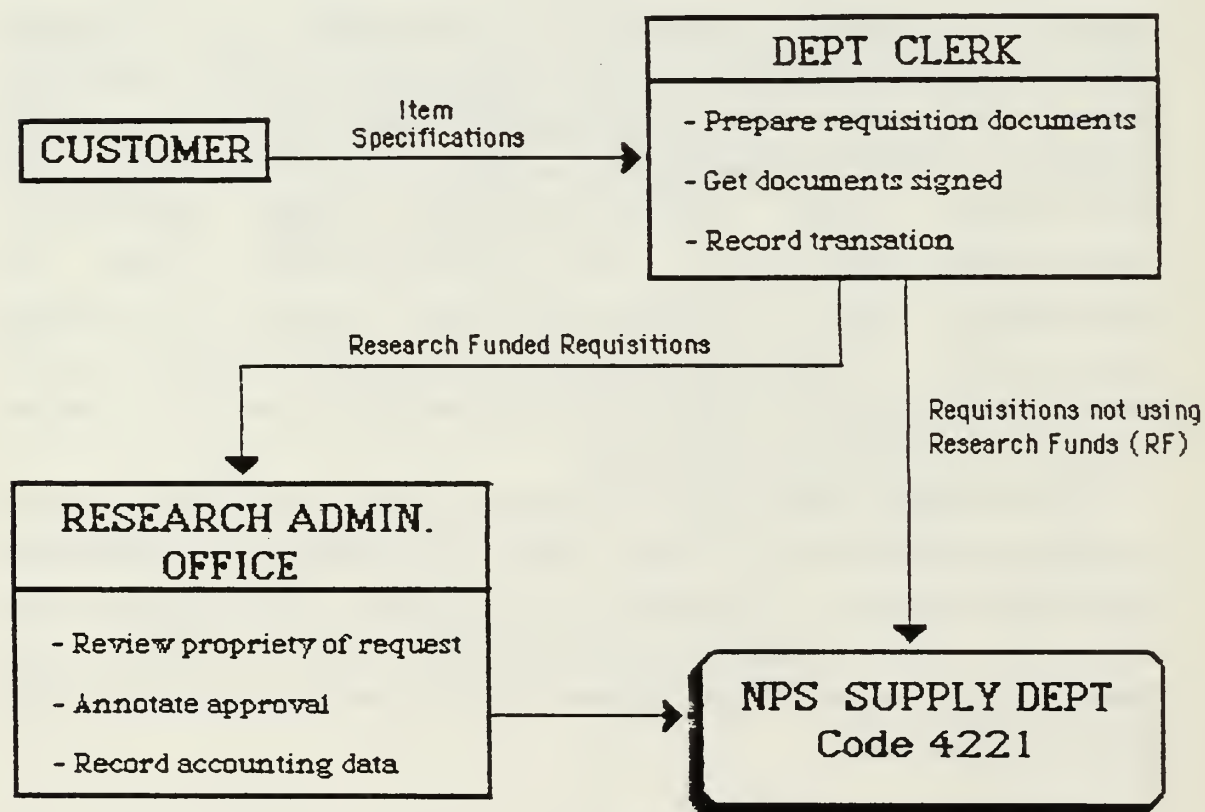 DEPT CLERK
- Prepare requisition documents
- Get documents signed
- Record transation
CUSTOMER
Item
Specifications
Research Funded Requisitions
Requisitions not using
Research Funds (RF)
RESEARCH ADMIN.
OFFICE
- Review propriety of request
- Annotate approval
- Record accounting data
NPS SUPPLY DEPT
Code 4221